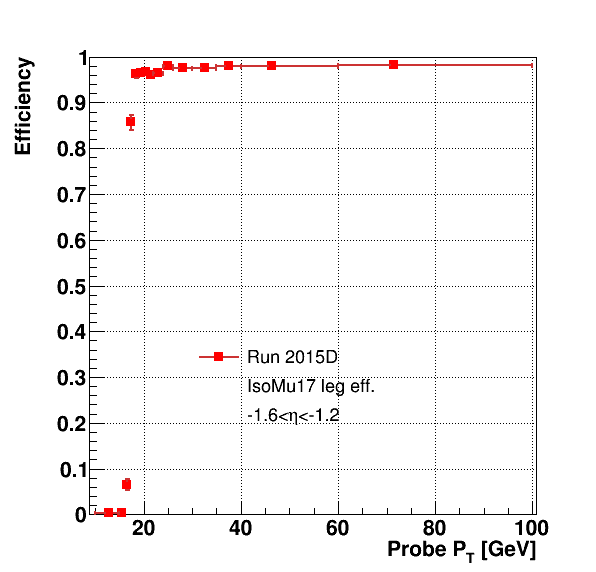 Efficiency
1
0.9
0.8
0.7
0.6
0.5
0.4
0.3
0.2
0.1
0
Run 2015D
IsoMu17 leg eff.
-1.6<η<-1.2
20 40 60 80 100
Probe P_T [GeV]